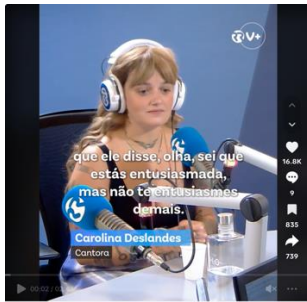 V+
que ele disse, olha, sei que
estás entusiasmada,
mas não te entusiasmes
demais.
16.8K
9
835
739
Carolina Deslandes
Cantora